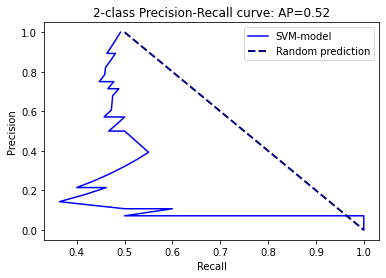 2-class Precision-Recall curve: AP=0.52
SVM-model
Random prediction
Precision
1.0
0.8
0.6
0.4
0.2
0.0
0.4 0.5 0.6 0.7 0.8 0.9 1.0
Recall